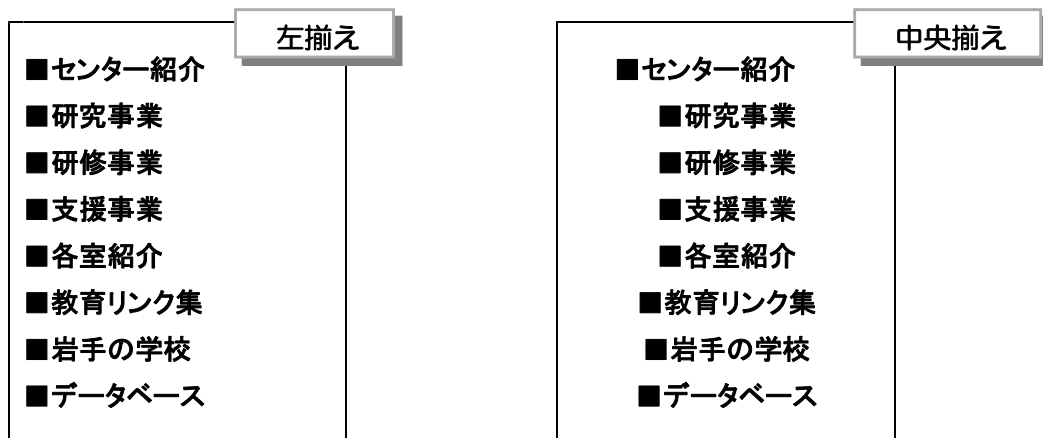 左揃え
■センター紹介
■研究事業
■研修事業
■支援事業
■各室紹介
■教育リンク集
■岩手の学校
■データベース
中央揃え
■センター紹介
■研究事業
■研修事業
■支援事業
■各室紹介
■教育リンク集
■岩手の学校
■データベース